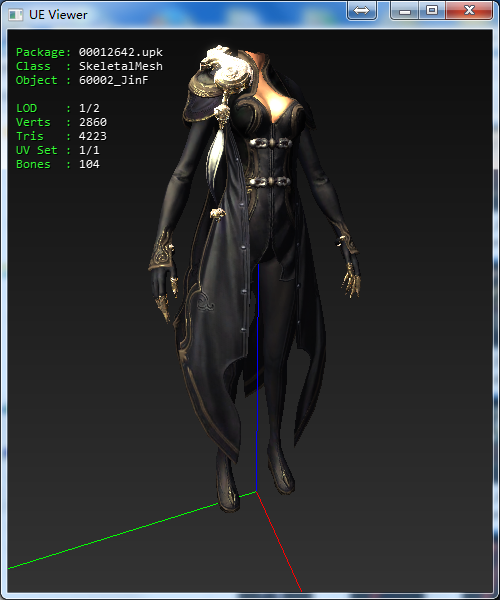 UE Viewer
Package: 00012642.upk
Class : SkeletalMesh
Object : 60002_JinF
LOD : 1/2
Verts : 2860
Tris : 4223
UV Set : 1/1
Bones : 104